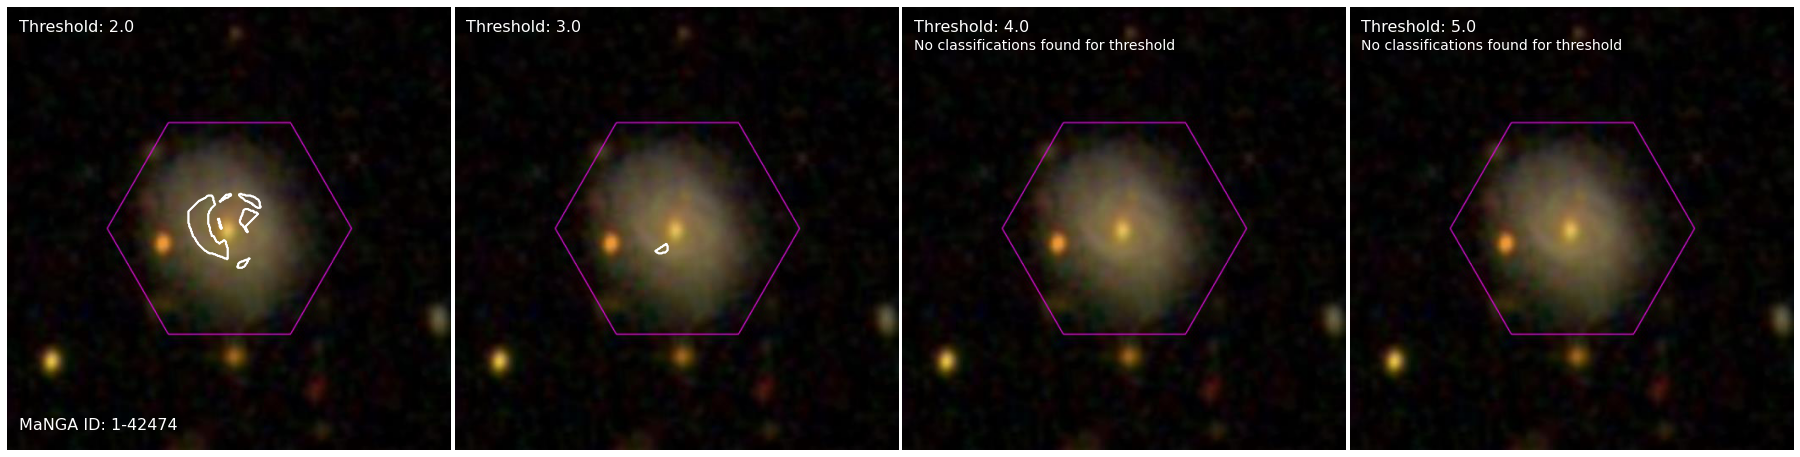 Threshold: 2.0
MaNGA ID: 1-42474
Threshold: 3.0
Threshold: 4.0
No classifications found for threshold
Threshold: 5.0
No classifications found for threshold